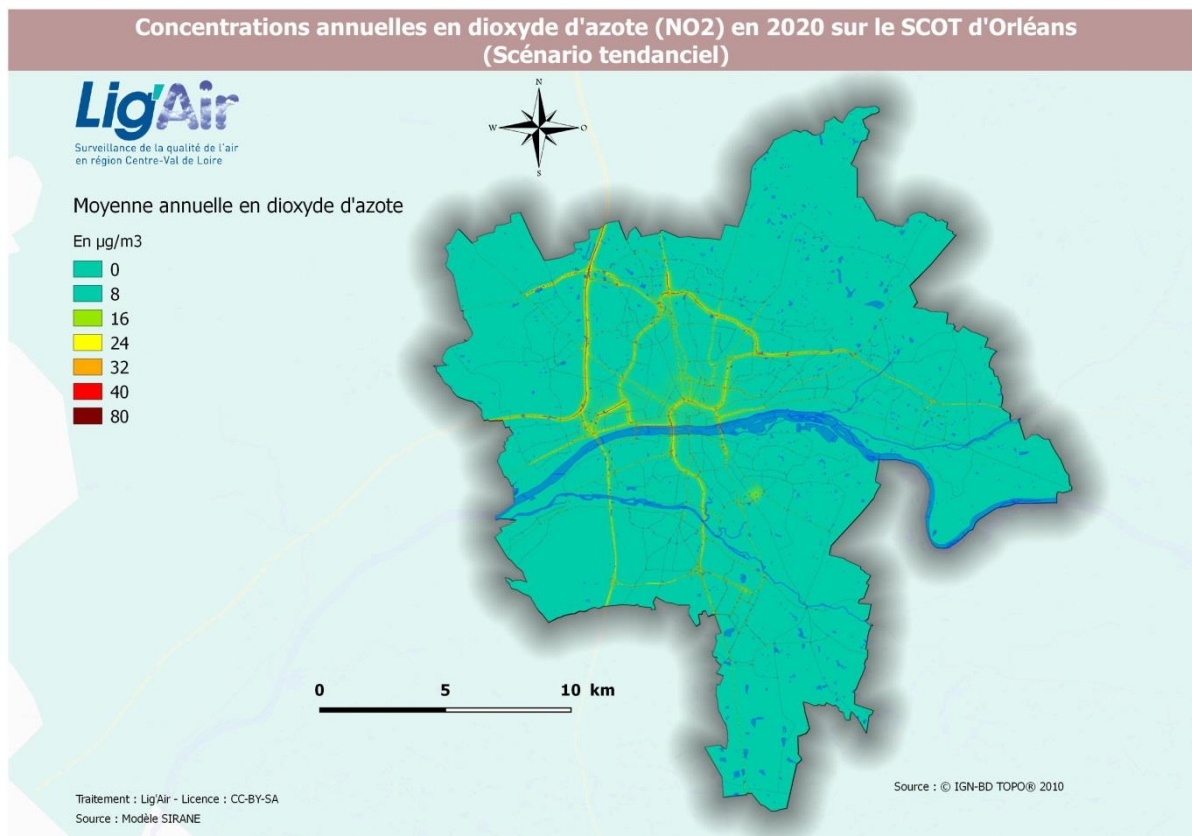 Concentrations annuelles en dioxyde d'azote (NO2) en 2020 sur le SCOT d'Orléans
(Scénario tendanciel)
Lig'Air
Surveillance de la qualité de l'air
en région Centre-Val de Loire
N
W
O
S
Moyenne annuelle en dioxyde d'azote
En µg/m3
0
8
16
24
32
40
80
0 5 10 km
Traitement : Lig'Air - Licence : CC-BY-SA
Source : Modèle SIRANE
Source : © IGN-BD TOPO® 2010